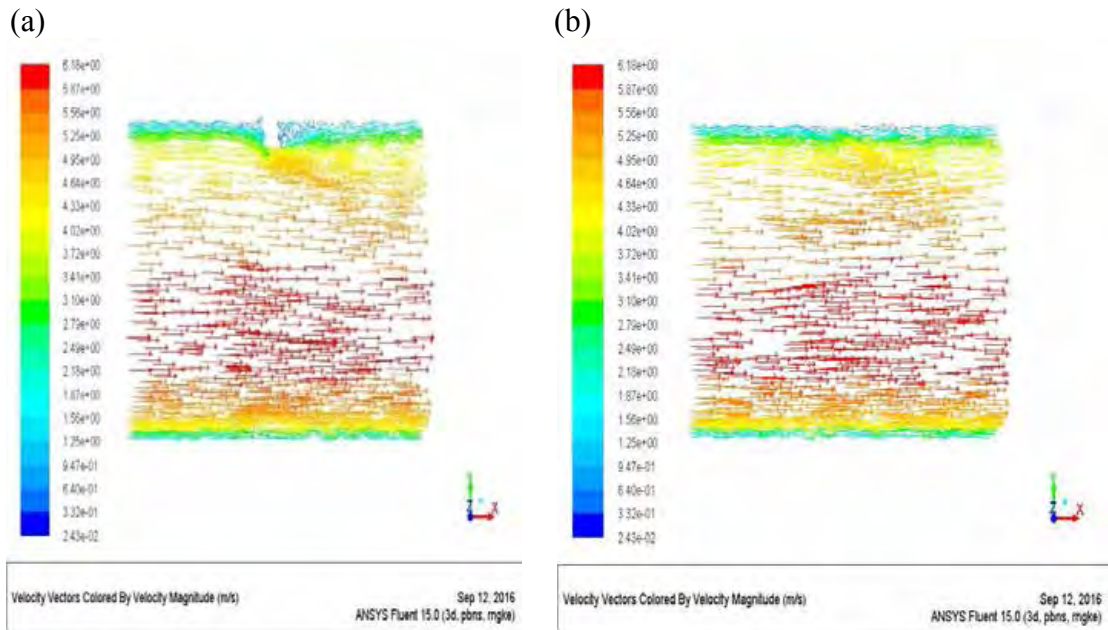 (a)
6.18e+00
5.87e+00
5.56e+00
5.25e+00
4.95e+00
4.64e+00
4.33e+00
4.02e+00
3.72e+00
3.41e+00
3.10e+00
2.79e+00
2.49e+00
2.18e+00
1.87e+00
1.56e+00
1.25e+00
9.47e-01
6.40e-01
3.32e-01
2.43e-02
Y
Z X
Velocity Vectors Colored By Velocity Magnitude (m/s)
Sep 12, 2016
ANSYS Fluent 15.0 (3d, pbns, rngke)
(b)
6.18e+00
5.87e+00
5.56e+00
5.25e+00
4.95e+00
4.64e+00
4.33e+00
4.02e+00
3.72e+00
3.41e+00
3.10e+00
2.79e+00
2.49e+00
2.18e+00
1.87e+00
1.56e+00
1.25e+00
9.47e-01
6.40e-01
3.32e-01
2.43e-02
Y
Z X
Velocity Vectors Colored By Velocity Magnitude (m/s)
Sep 12, 2016
ANSYS Fluent 15.0 (3d, pbns, rngke)